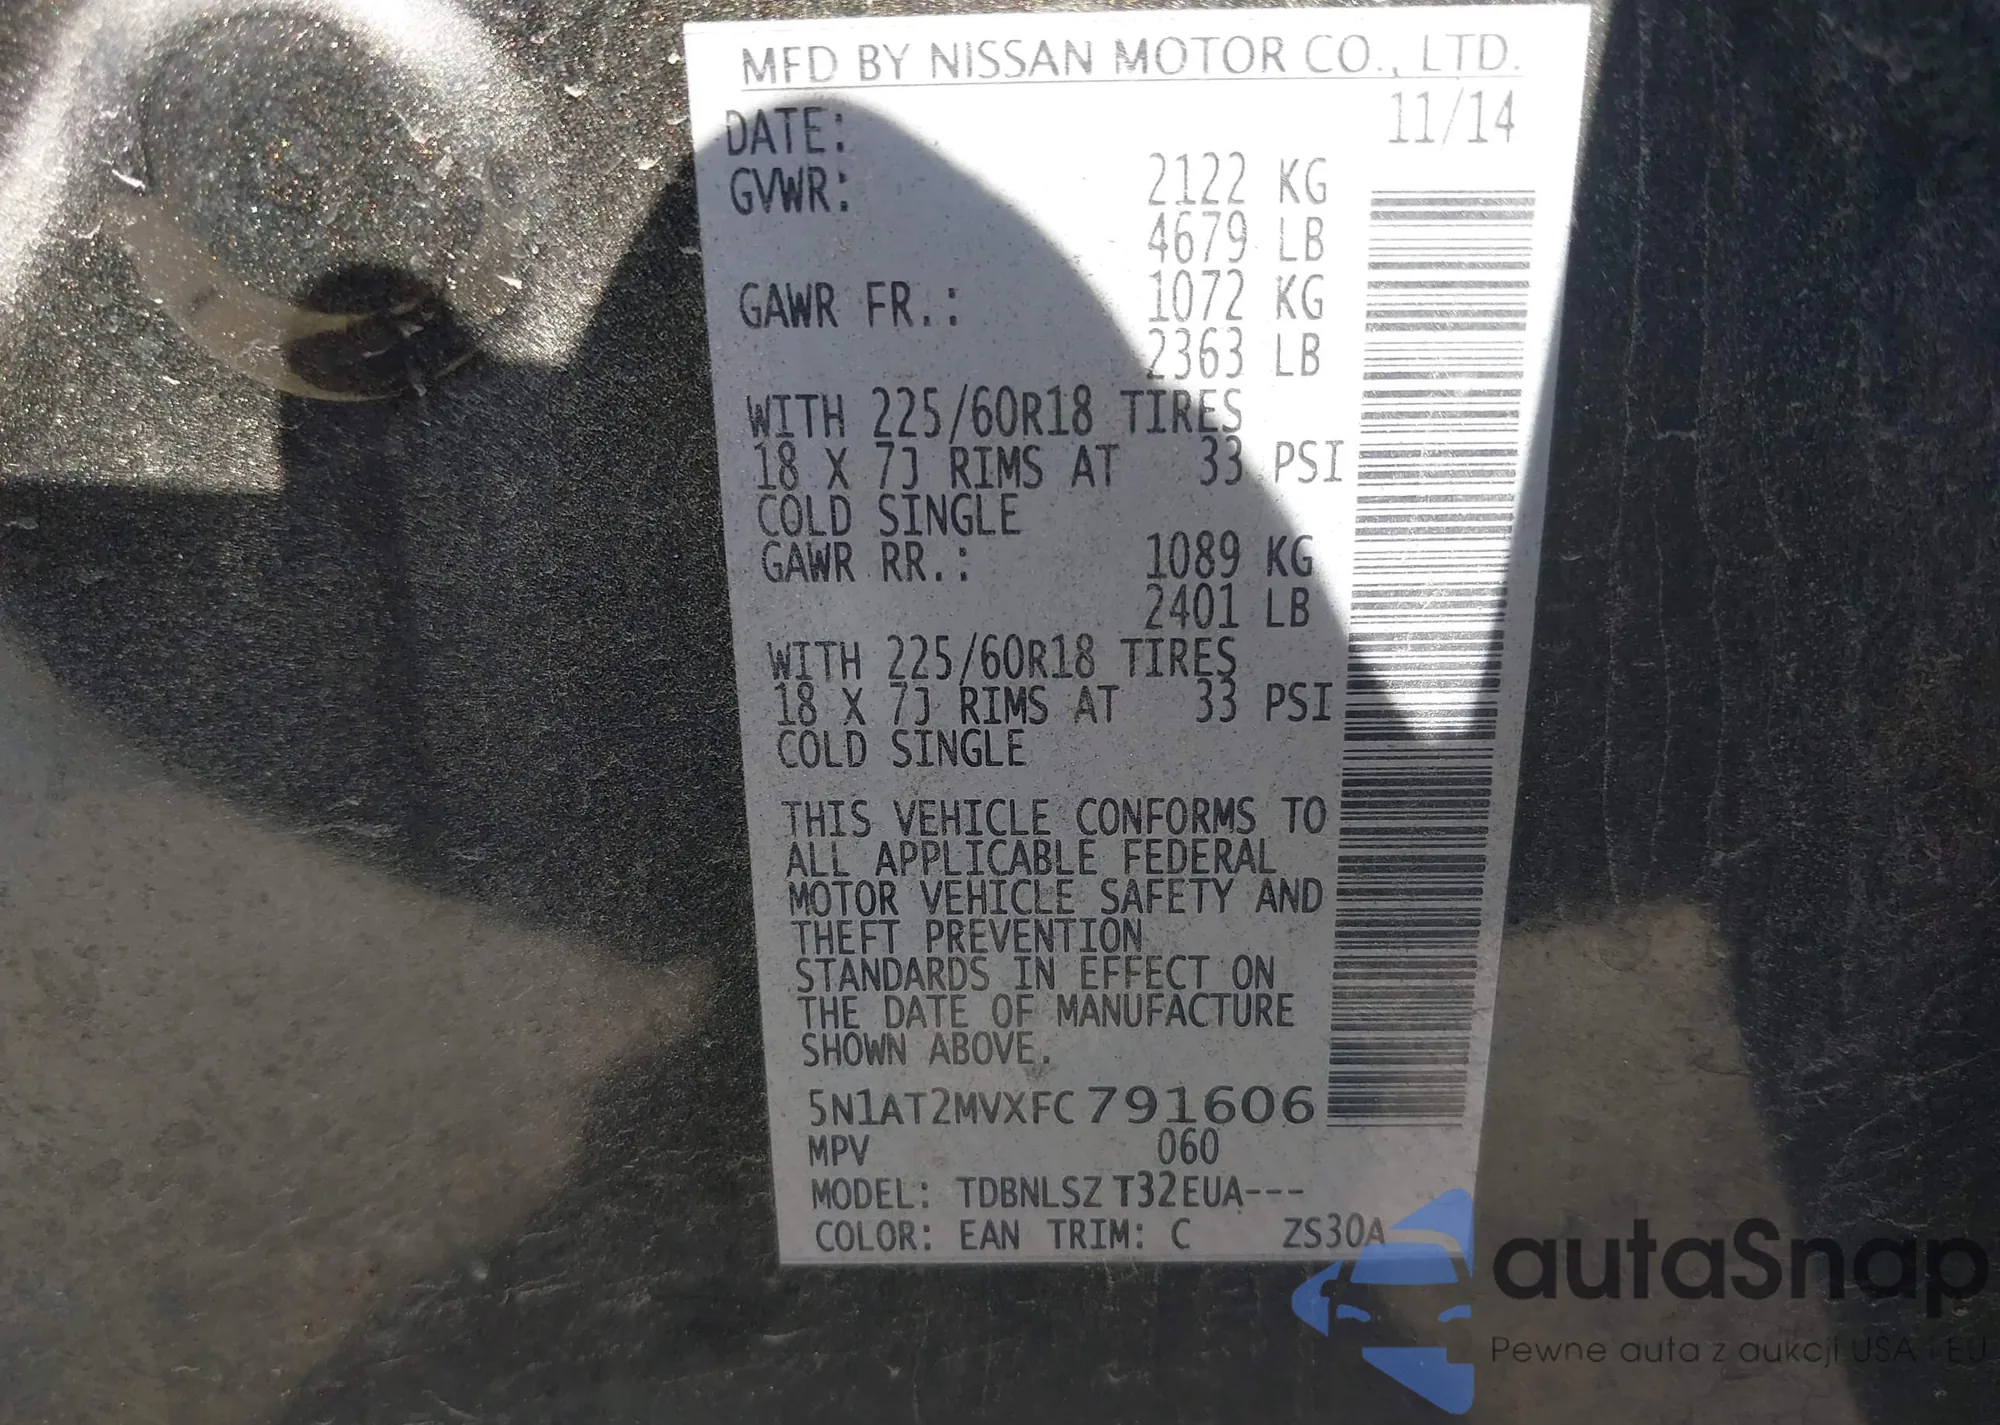 MFD BY NISSAN MOTOR CO., LTD.
DATE: 11/14
GVWR: 2122 KG
4679 LB
GAWR FR.: 1072 KG
2363 LB
WITH 225/60R18 TIRES
18 X 7J RIMS AT 33 PSI
COLD SINGLE
GAWR RR.: 1089 KG
2401 LB
WITH 225/60R18 TIRES
18 X 7J RIMS AT 33 PSI
COLD SINGLE
THIS VEHICLE CONFORMS TO
ALL APPLICABLE FEDERAL
MOTOR VEHICLE SAFETY AND
THEFT PREVENTION
STANDARDS IN EFFECT ON
THE DATE OF MANUFACTURE
SHOWN ABOVE.
5N1AT2MVXFC791606
MPV 060
MODEL: TDBNLSZ T32EUA---
COLOR: EAN TRIM: C ZS30A
autaSnap
Pewne auta z aukcji USA i EU